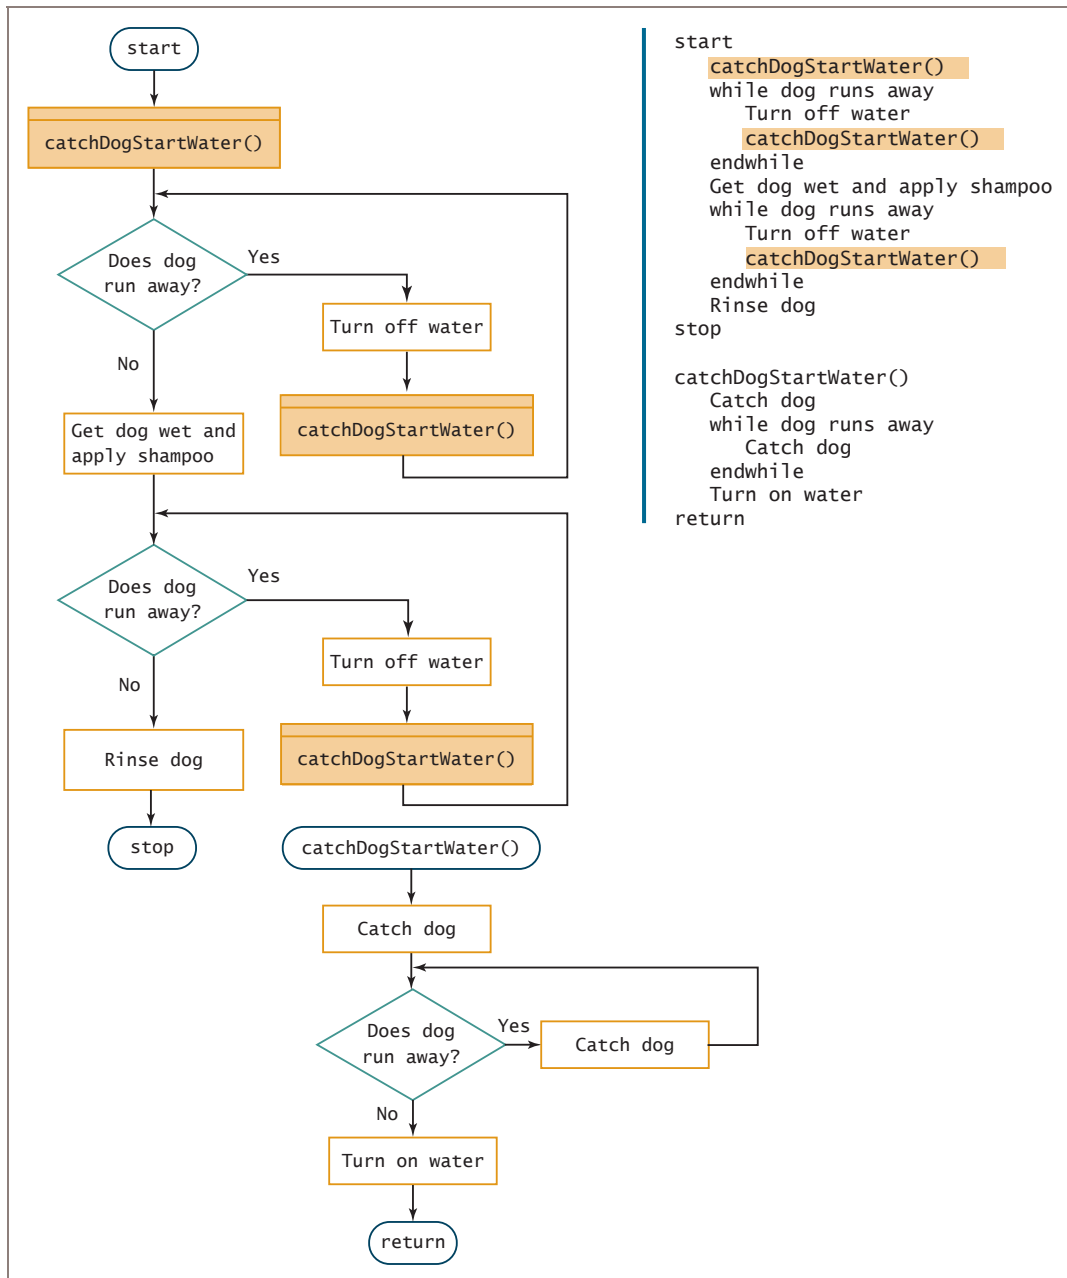 start
catchDogStartWater()
Does dog
run away?
Yes
Turn off water
catchDogStartWater()
No
Get dog wet and
apply shampoo
Does dog
run away?
Yes
Turn off water
catchDogStartWater()
No
Rinse dog
stop
catchDogStartWater()
Catch dog
Does dog
run away?
Yes
Catch dog
No
Turn on water
return
start
catchDogStartWater()
while dog runs away
Turn off water
catchDogStartWater()
endwhile
Get dog wet and apply shampoo
while dog runs away
Turn off water
catchDogStartWater()
endwhile
Rinse dog
stop
catchDogStartWater()
Catch dog
while dog runs away
Catch dog
endwhile
Turn on water
return